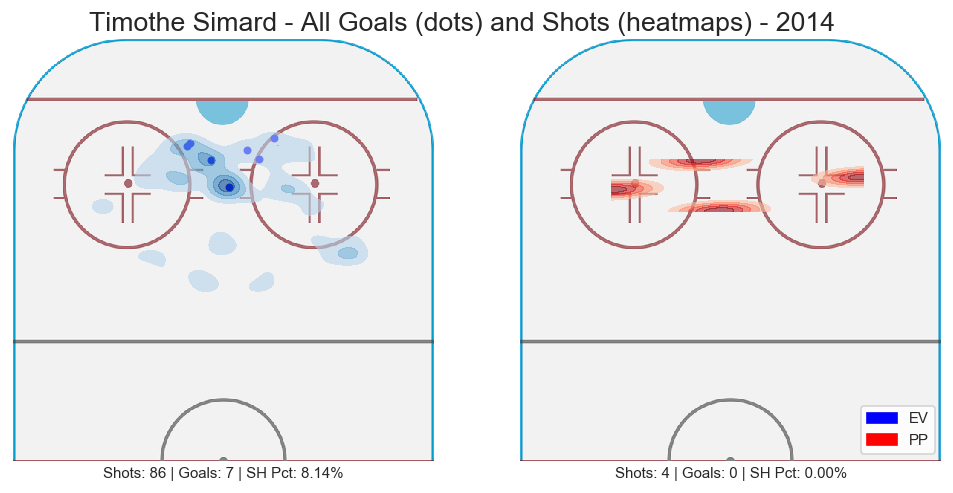 Timothe Simard - All Goals (dots) and Shots (heatmaps) - 2014
EV
PP
Shots: 86 | Goals: 7 | SH Pct: 8.14%
Shots: 4 | Goals: 0 | SH Pct: 0.00%